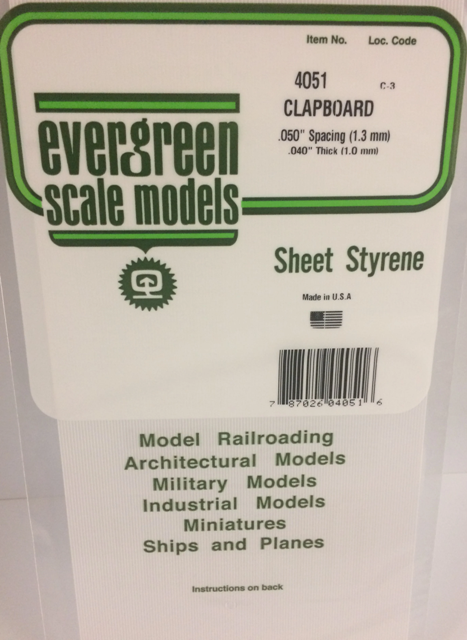 Item No. Loc. Code
4051 C-3
CLAPBOARD
.050" Spacing (1.3 mm)
.040" Thick (1.0 mm)
evergreen
scale models
Sheet Styrene
Made in U.S.A
7 87026 04051 6
Model Railroading
Architectural Models
Military Models
Industrial Models
Miniatures
Ships and Planes
Instructions on back